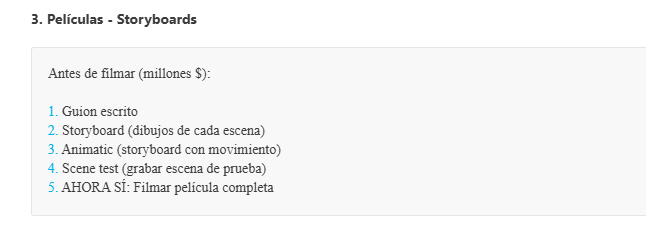 3. Películas - Storyboards
Antes de filmar (millones $):
1. Guion escrito
2. Storyboard (dibujos de cada escena)
3. Animatic (storyboard con movimiento)
4. Scene test (grabar escena de prueba)
5. AHORA SÍ: Filmar película completa